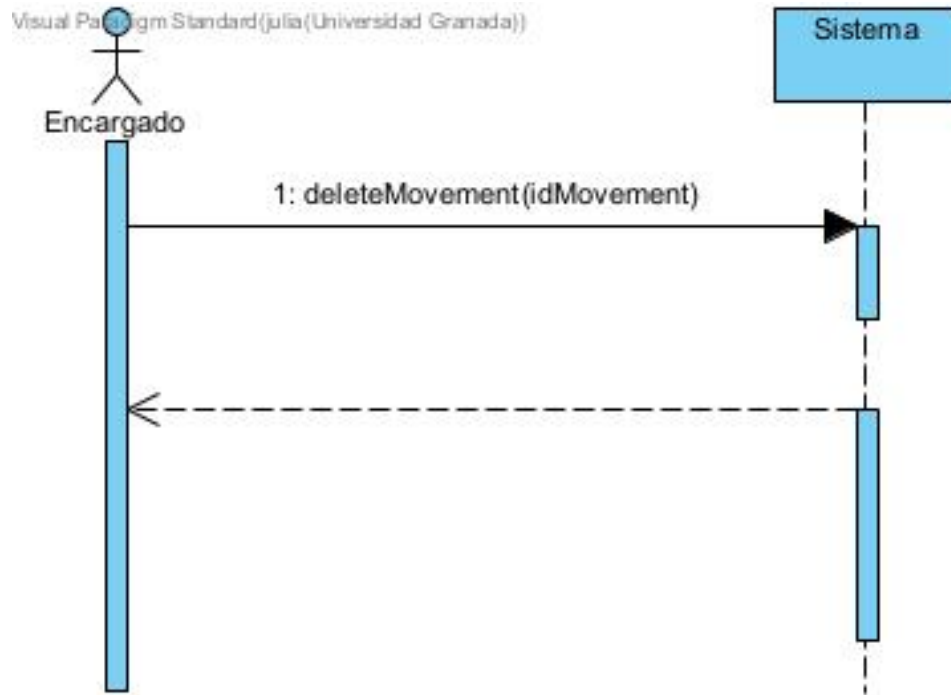 Visual Paradigm Standard(julia(Universidad Granada))
Sistema
Encargado
1: deleteMovement(idMovement)